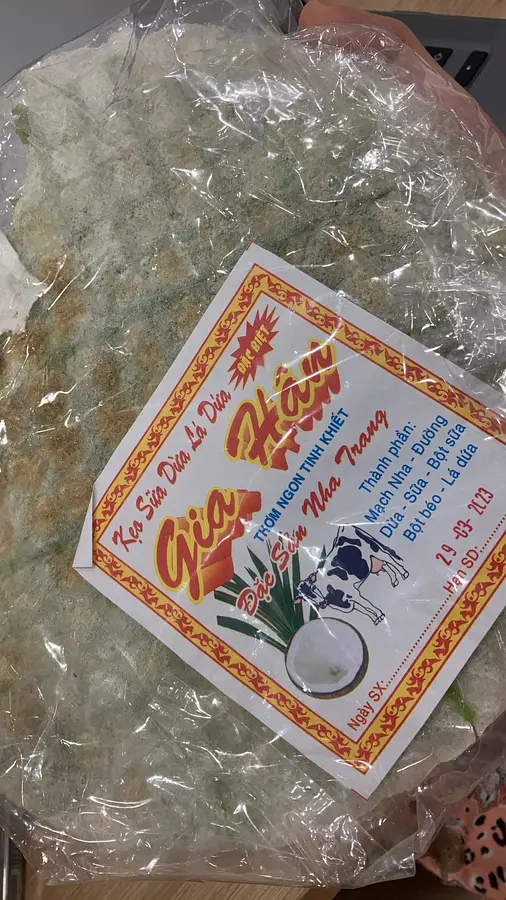 Kẹo Sữa Dừa Lá Dứa
ĐẶC BIỆT
Gia Hân
THƠM NGON TINH KHIẾT
Đặc Sản Nha Trang
Thành phần:
Mạch Nha - Đường
Dừa - Sữa - Bột sữa
Bột béo - Lá dứa
29 -03- 2023
Ngày SX:....................Hạn SD:..........